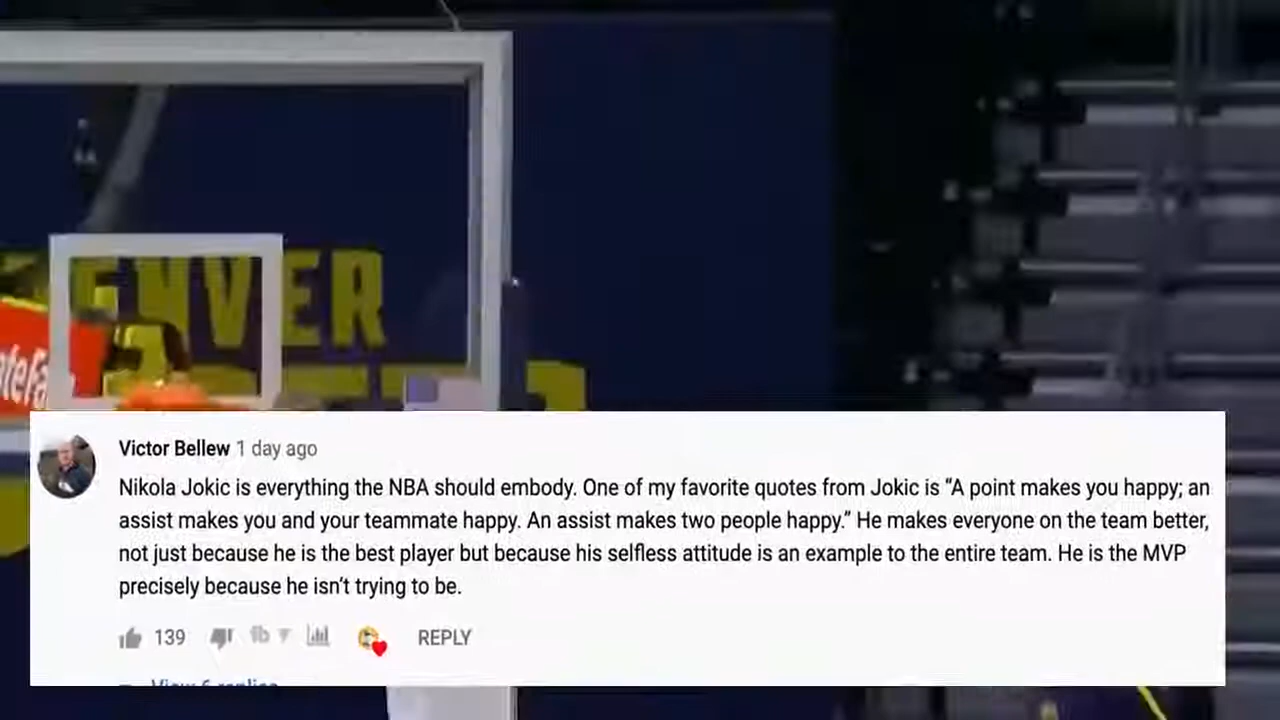 ENVER
Victor Bellew 1 day ago
Nikola Jokic is everything the NBA should embody. One of my favorite quotes from Jokic is “A point makes you happy; an
assist makes you and your teammate happy. An assist makes two people happy.” He makes everyone on the team better,
not just because he is the best player but because his selfless attitude is an example to the entire team. He is the MVP
precisely because he isn’t trying to be.
139 REPLY
View 6 replies